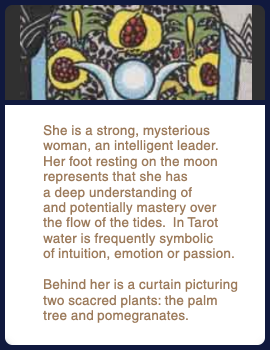 She is a strong, mysterious
woman, an intelligent leader.
Her foot resting on the moon
represents that she has
a deep understanding of
and potentially mastery over
the flow of the tides.  In Tarot
water is frequently symbolic
of intuition, emotion or passion.

Behind her is a curtain picturing
two scacred plants: the palm
tree and pomegranates.